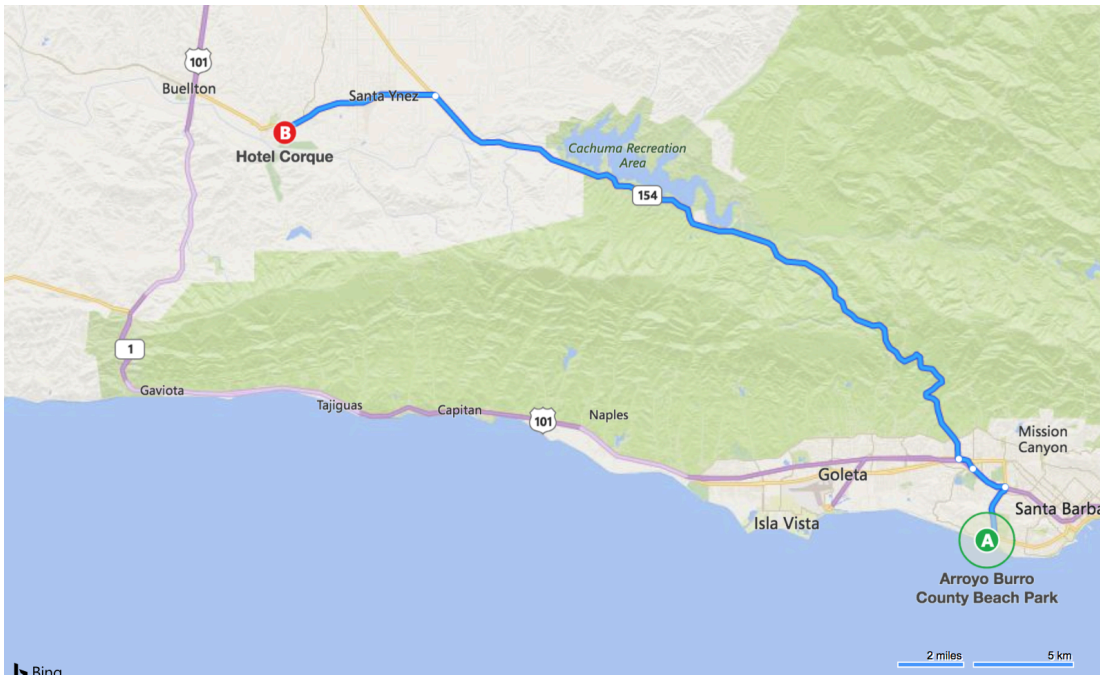 101
Buellton
Santa Ynez
B
Hotel Corque
Cachuma Recreation
Area
154
1
Gaviota
Tajiguas
Capitan
101
Naples
Mission
Canyon
Goleta
Isla Vista
Santa Barba
A
Arroyo Burro
County Beach Park
2 miles
5 km
Bing